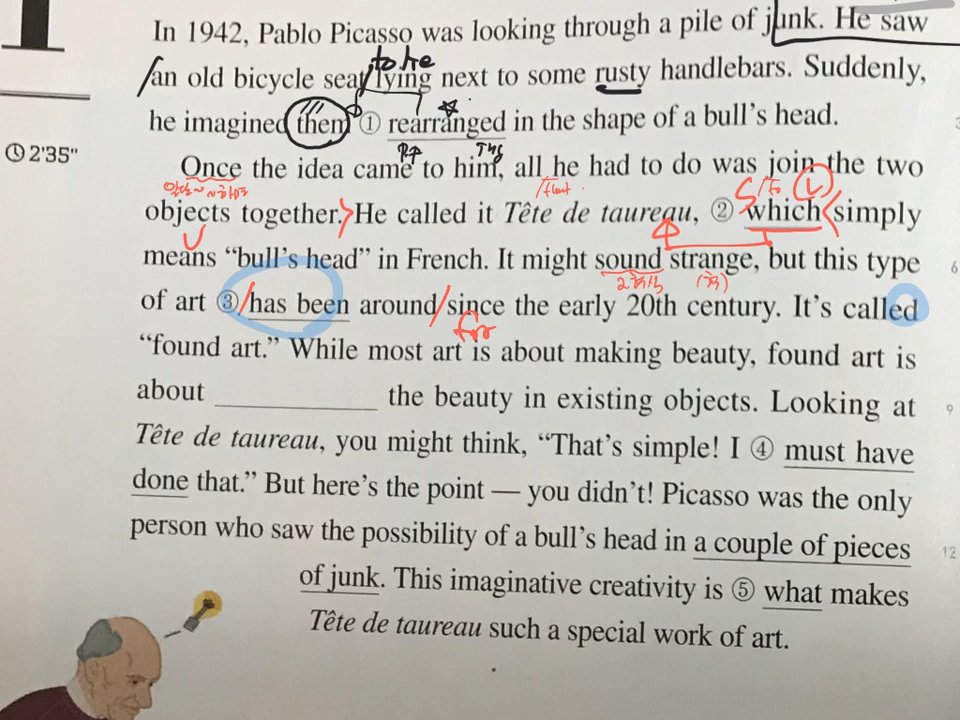 In 1942, Pablo Picasso was looking through a pile of junk. He saw
to be
an old bicycle seat lying next to some rusty handlebars. Suddenly,
he imagined them ① rearranged in the shape of a bull's head.
2'35"
Once the idea came to him, all he had to do was join the two
objects together. He called it Tête de taureau, ② which simply
means “bull's head” in French. It might sound strange, but this type
6
of art ③ has been around since the early 20th century. It's called
for
“found art.” While most art is about making beauty, found art is
about ____________ the beauty in existing objects. Looking at
9
Tête de taureau, you might think, “That's simple! I ④ must have
done that.” But here's the point — you didn't! Picasso was the only
person who saw the possibility of a bull's head in a couple of pieces
12
of junk. This imaginative creativity is ⑤ what makes
Tête de taureau such a special work of art.